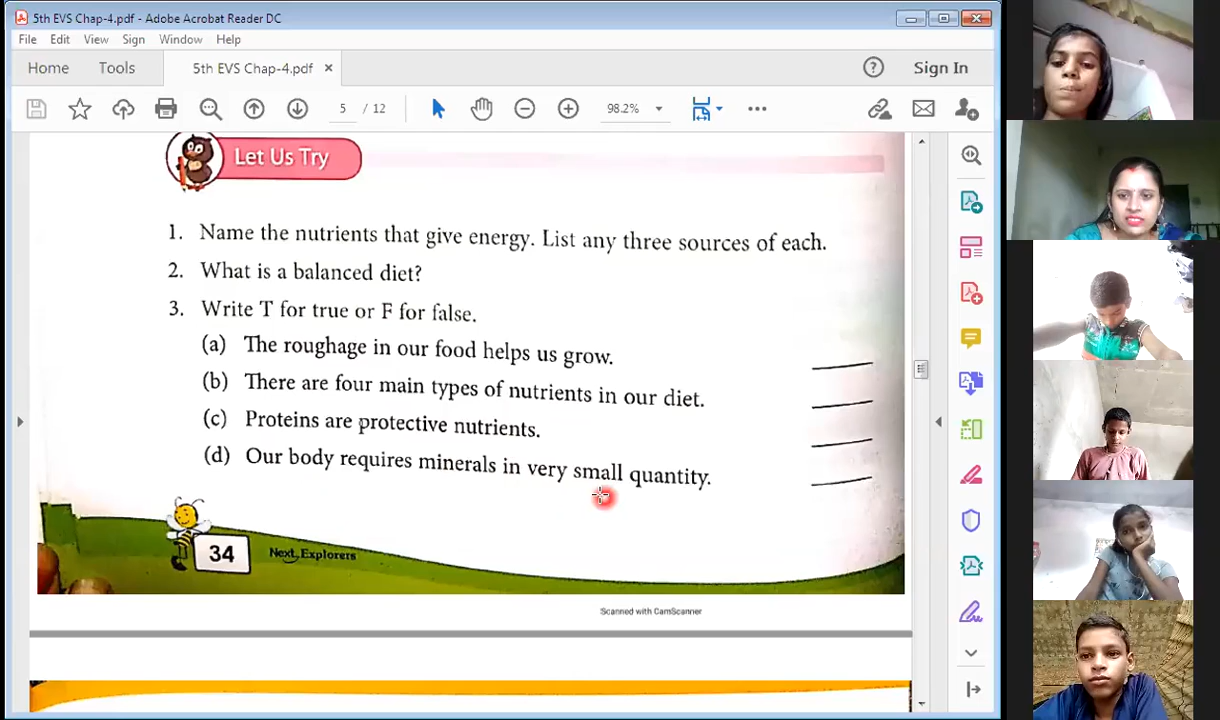 5th EVS Chap-4.pdf - Adobe Acrobat Reader DC
File Edit View Sign Window Help
Home Tools 5th EVS Chap-4.pdf × Sign In
5 / 12 98.2%
Let Us Try
1. Name the nutrients that give energy. List any three sources of each.
2. What is a balanced diet?
3. Write T for true or F for false.
(a) The roughage in our food helps us grow.
(b) There are four main types of nutrients in our diet.
(c) Proteins are protective nutrients.
(d) Our body requires minerals in very small quantity.
34 Next Explorers
Scanned with CamScanner